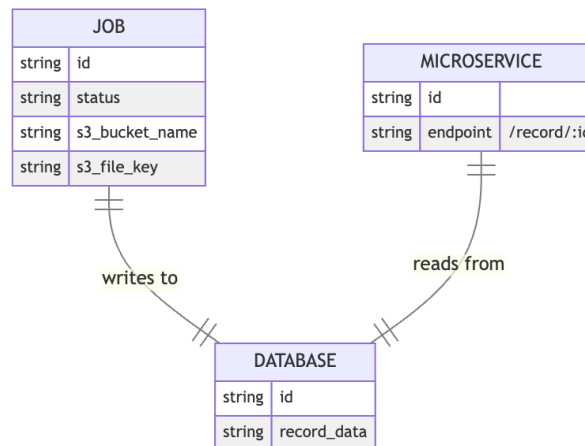 JOB
string id
string status
string s3_bucket_name
string s3_file_key
MICROSERVICE
string id
string endpoint /record/:i
writes to
reads from
DATABASE
string id
string record_data